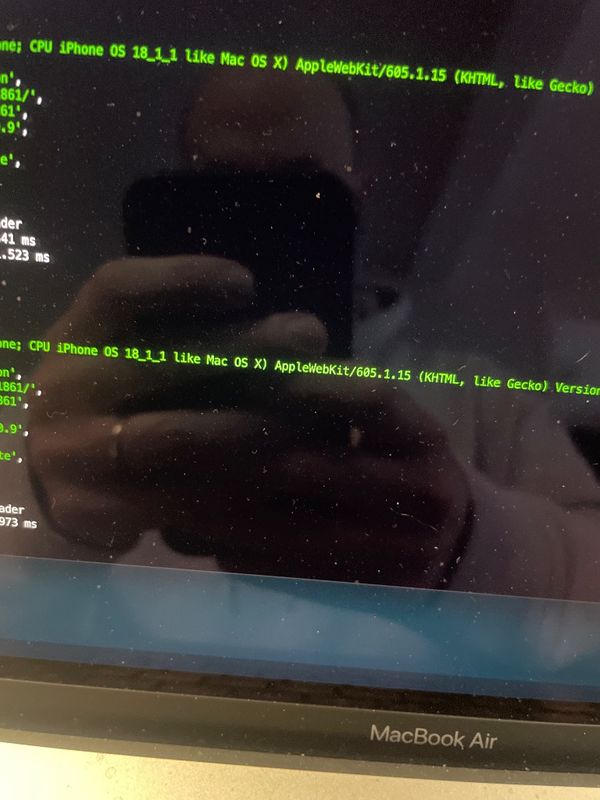 one; CPU iPhone OS 18_1_1 like Mac OS X) AppleWebKit/605.1.15 (KHTML, like Gecko)
on',
861/',
61',
.9',
e',
der
41 ms
.523 ms
one; CPU iPhone OS 18_1_1 like Mac OS X) AppleWebKit/605.1.15 (KHTML, like Gecko) Version
on',
1861/',
861',
0.9',
te',
ader
973 ms
MacBook Air